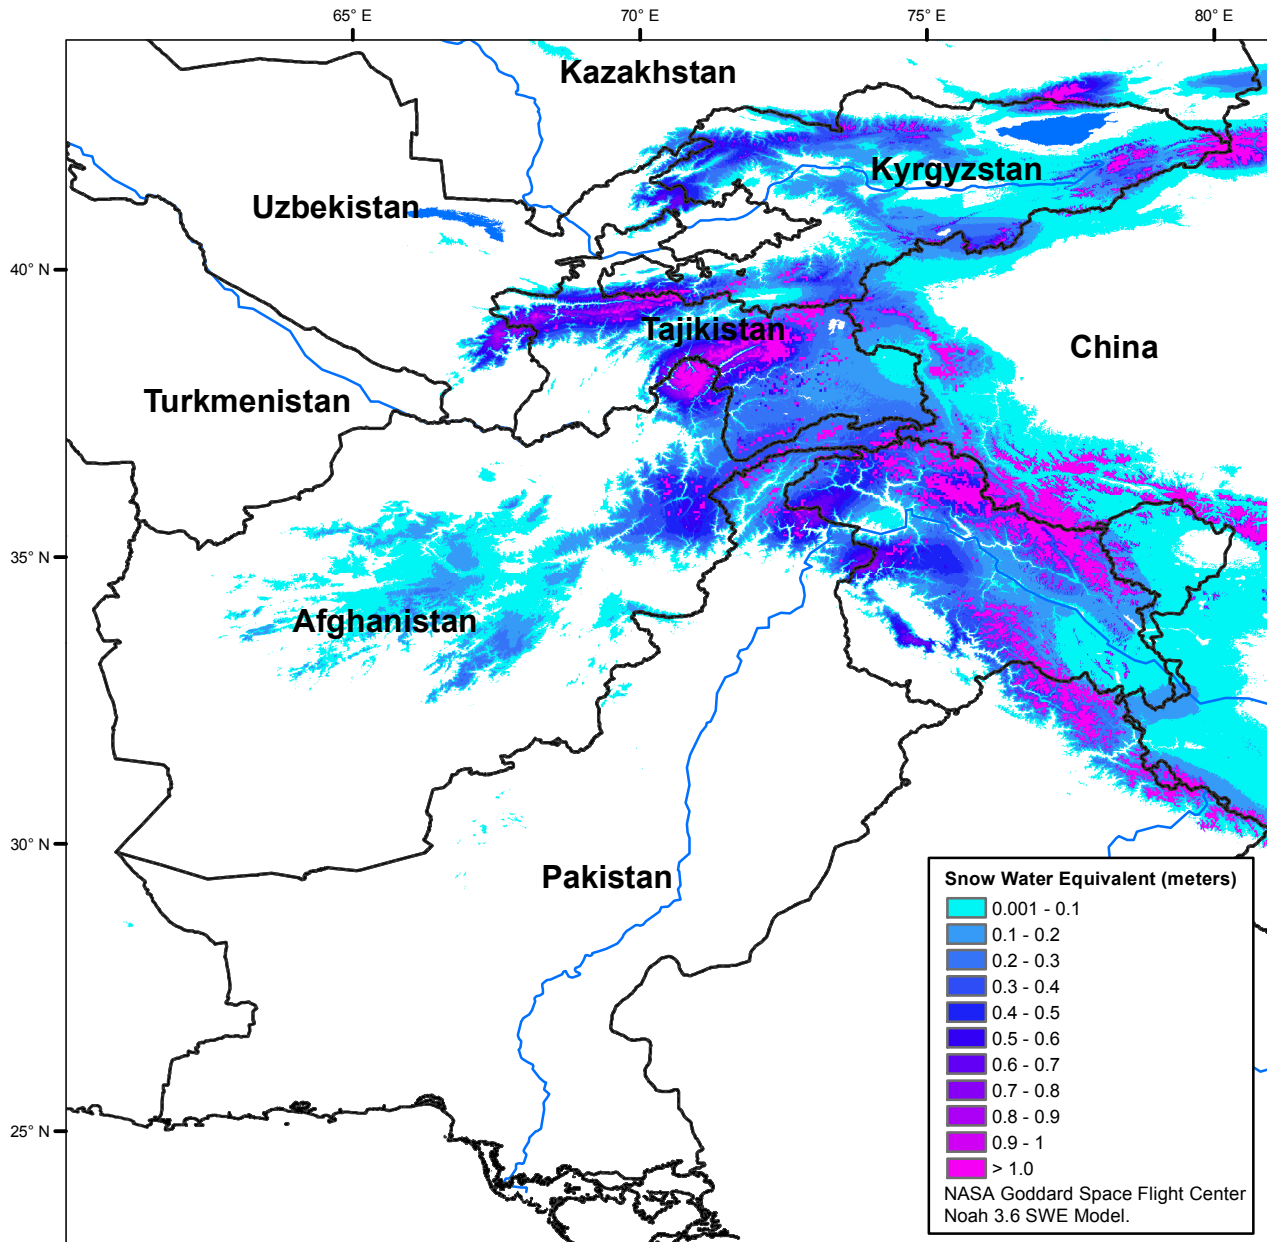 65° E
70° E
75° E
80° E
Kazakhstan
Kyrgyzstan
Uzbekistan
40° N
Tajikistan
China
Turkmenistan
35° N
Afghanistan
30° N
Pakistan
25° N
Snow Water Equivalent (meters)
0.001 - 0.1
0.1 - 0.2
0.2 - 0.3
0.3 - 0.4
0.4 - 0.5
0.5 - 0.6
0.6 - 0.7
0.7 - 0.8
0.8 - 0.9
0.9 - 1
> 1.0
NASA Goddard Space Flight Center
Noah 3.6 SWE Model.